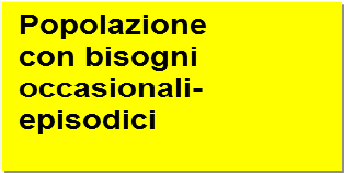 Popolazione
con bisogni
occasionali-
episodici